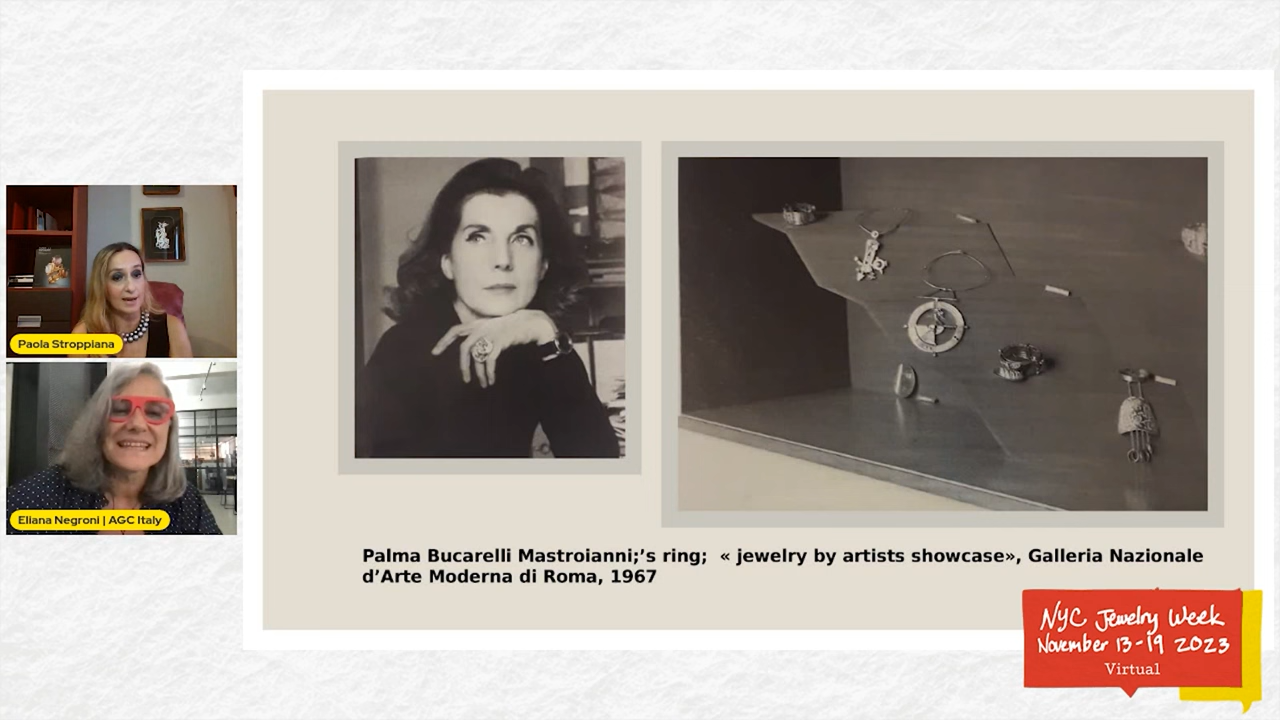 Paola Stroppiana
Eliana Negroni | AGC Italy
Palma Bucarelli Mastroianni;’s ring;  « jewelry by artists showcase», Galleria Nazionale
d’Arte Moderna di Roma, 1967
NYC Jewelry Week
November 13-19 2023
Virtual